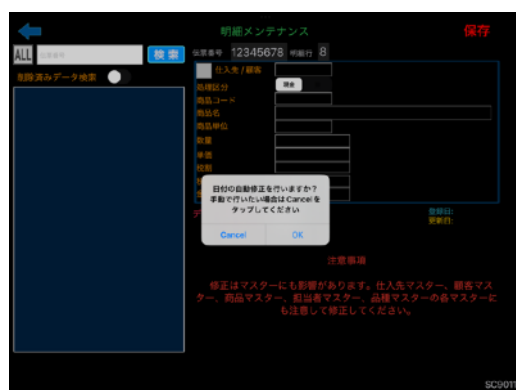 明細メンテナンス
保存
ALL
伝票番号
検索
伝票番号 12345678 明細行 8
削除済みデータ検索
仕入先 / 顧客
処理区分
現金
商品コード
商品名
商品単位
数量
単価
税別
日付の自動修正を行いますか?
手動で行いたい場合は Cancel を
タップしてください
Cancel
OK
登録日:
更新日:
注意事項
修正はマスターにも影響があります。仕入先マスター、顧客マス
ター、商品マスター、担当者マスター、品種マスターの各マスターに
も注意して修正してください。
SC9011